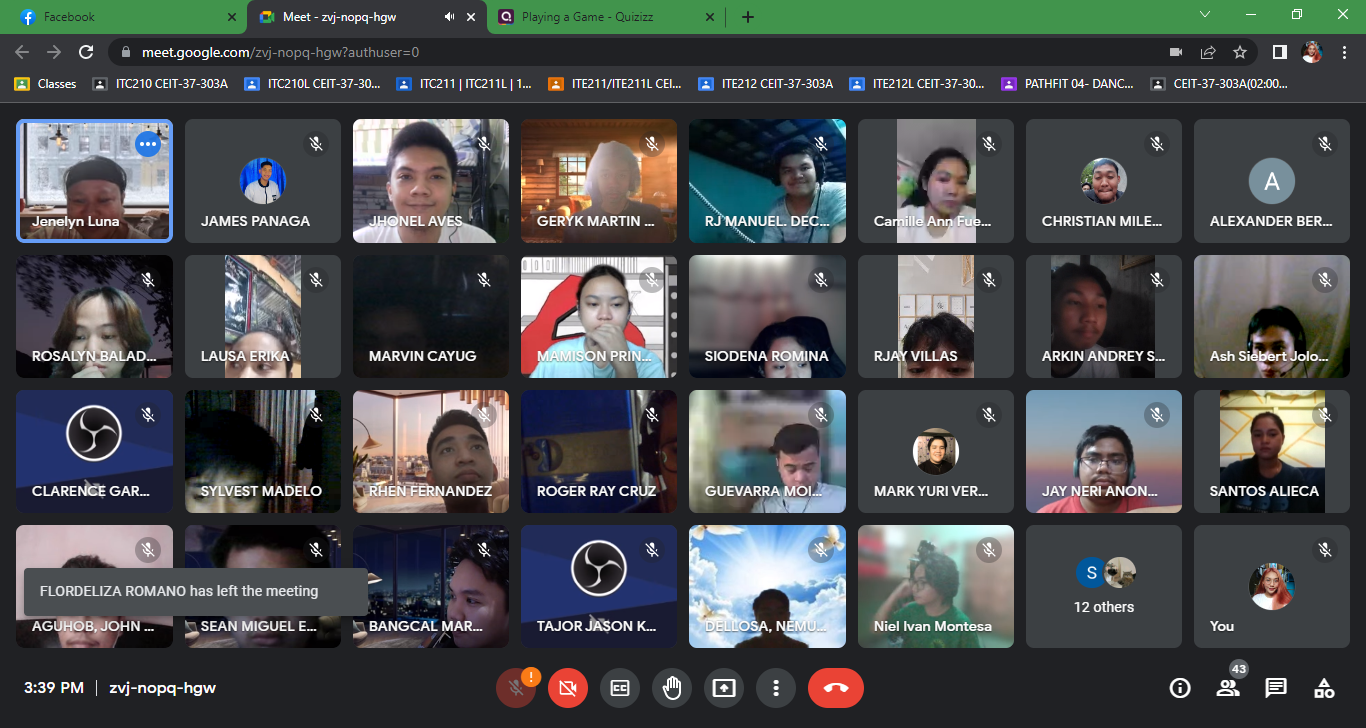 Facebook
Meet - zvj-nopq-hgw
Playing a Game - Quizizz
meet.google.com/zvj-nopq-hgw?authuser=0
Classes
ITC210 CEIT-37-303A
ITC210L CEIT-37-30...
ITC211 | ITC211L | 1...
ITE211/ITE211L CEI...
ITE212 CEIT-37-303A
ITE212L CEIT-37-30...
PATHFIT 04- DANC...
CEIT-37-303A(02:00...
Jenelyn Luna
JAMES PANAGA
JHONEL AVES
GERYK MARTIN ...
RJ MANUEL. DEC...
Camille Ann Fue...
CHRISTIAN MILE...
A
ALEXANDER BER...
ROSALYN BALAD...
LAUSA ERIKA
MARVIN CAYUG
MAMISON PRIN...
SIODENA ROMINA
RJAY VILLAS
ARKIN ANDREY S...
Ash Siebert Jolo...
CLARENCE GAR...
SYLVEST MADELO
RHEN FERNANDEZ
ROGER RAY CRUZ
GUEVARRA MOI...
MARK YURI VER...
JAY NERI ANON...
SANTOS ALIECA
FLORDELIZA ROMANO has left the meeting
AGUHOB, JOHN ...
SEAN MIGUEL E...
BANGCAL MAR...
TAJOR JASON K...
DELLOSA, NEMU...
Niel Ivan Montesa
S
12 others
You
3:39 PM | zvj-nopq-hgw
!
CC
43